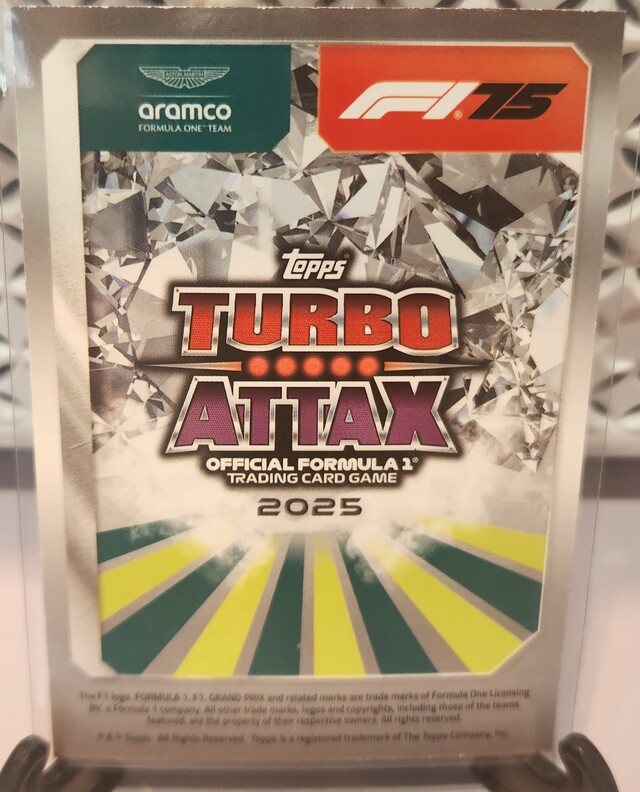 ASTON MARTIN
aramco
FORMULA ONE™ TEAM
F1® 75
Topps
TURBO
ATTAX
OFFICIAL FORMULA 1®
TRADING CARD GAME
2025
The F1 logo, FORMULA 1, F1, GRAND PRIX and related marks are trade marks of Formula One Licensing
BV, a Formula 1 company. All other trade marks, logos and copyrights, including those of the teams
featured, are the property of their respective owners. All rights reserved.
® & © Topps. All Rights Reserved. Topps is a registered trademark of The Topps Company, Inc.